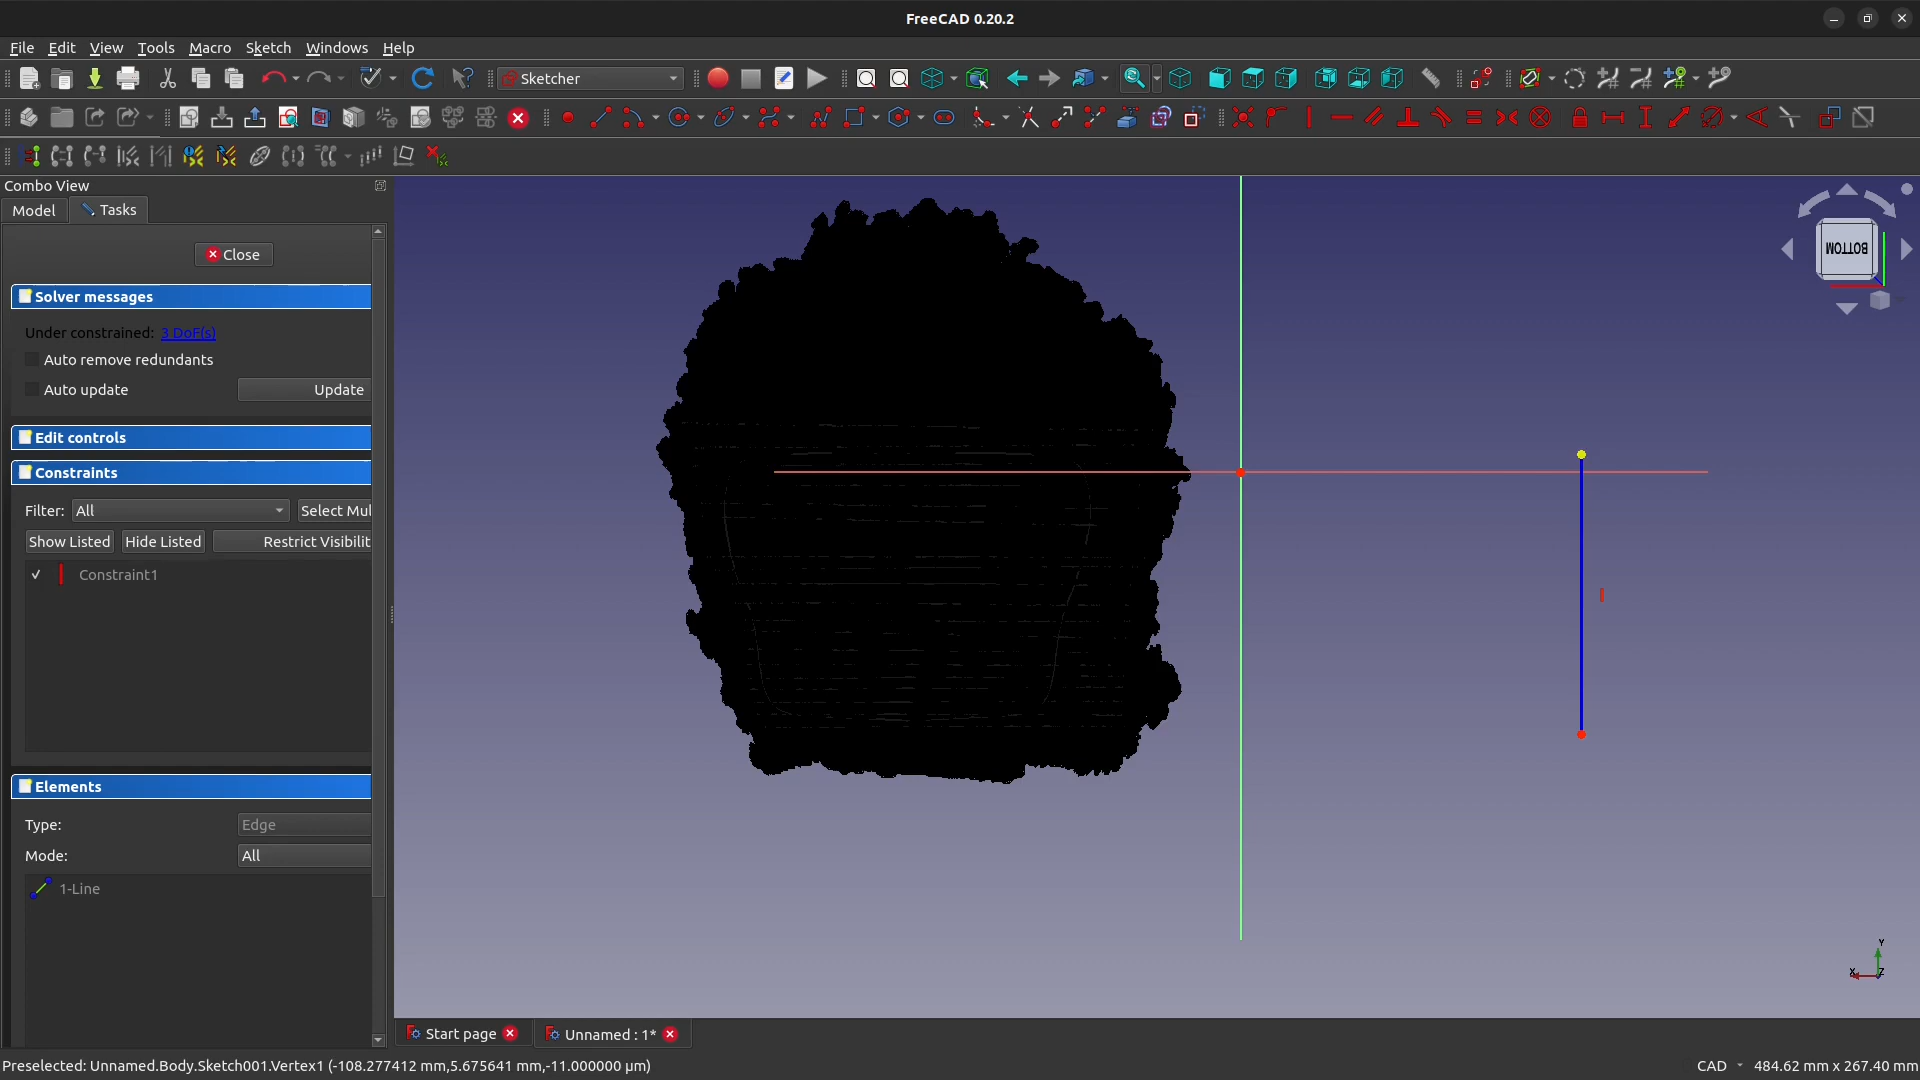 FreeCAD 0.20.2
File Edit View Tools Macro Sketch Windows Help
Sketcher
Combo View
Model Tasks
Close
Solver messages
Under constrained: 3 DoF(s)
Auto remove redundants
Auto update Update
Edit controls
Constraints
Filter: All Select Mul
Show Listed Hide Listed Restrict Visibilit
Constraint1
Elements
Type: Edge
Mode: All
1-Line
BOTTOM
Y
X Z
Start page Unnamed : 1*
Preselected: Unnamed.Body.Sketch001.Vertex1 (-108.277412 mm,5.675641 mm,-11.000000 µm) CAD 484.62 mm x 267.40 mm